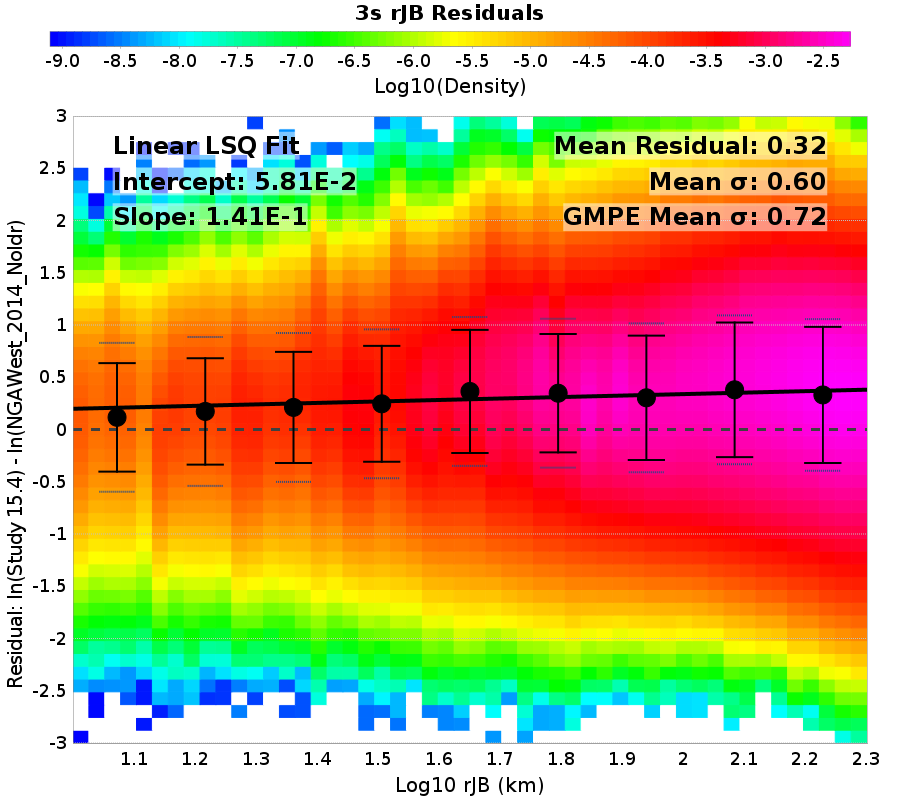 3s rJB Residuals
-9.0 -8.5 -8.0 -7.5 -7.0 -6.5 -6.0 -5.5 -5.0 -4.5 -4.0 -3.5 -3.0 -2.5
Log10(Density)
Linear LSQ Fit
Intercept: 5.81E-2
Slope: 1.41E-1
Mean Residual: 0.32
Mean σ: 0.60
GMPE Mean σ: 0.72
Residual: ln(Study 15.4) - ln(NGAWest_2014_NoIdr)
3
2.5
2
1.5
1
0.5
0
-0.5
-1
-1.5
-2
-2.5
-3
1.1 1.2 1.3 1.4 1.5 1.6 1.7 1.8 1.9 2 2.1 2.2 2.3
Log10 rJB (km)